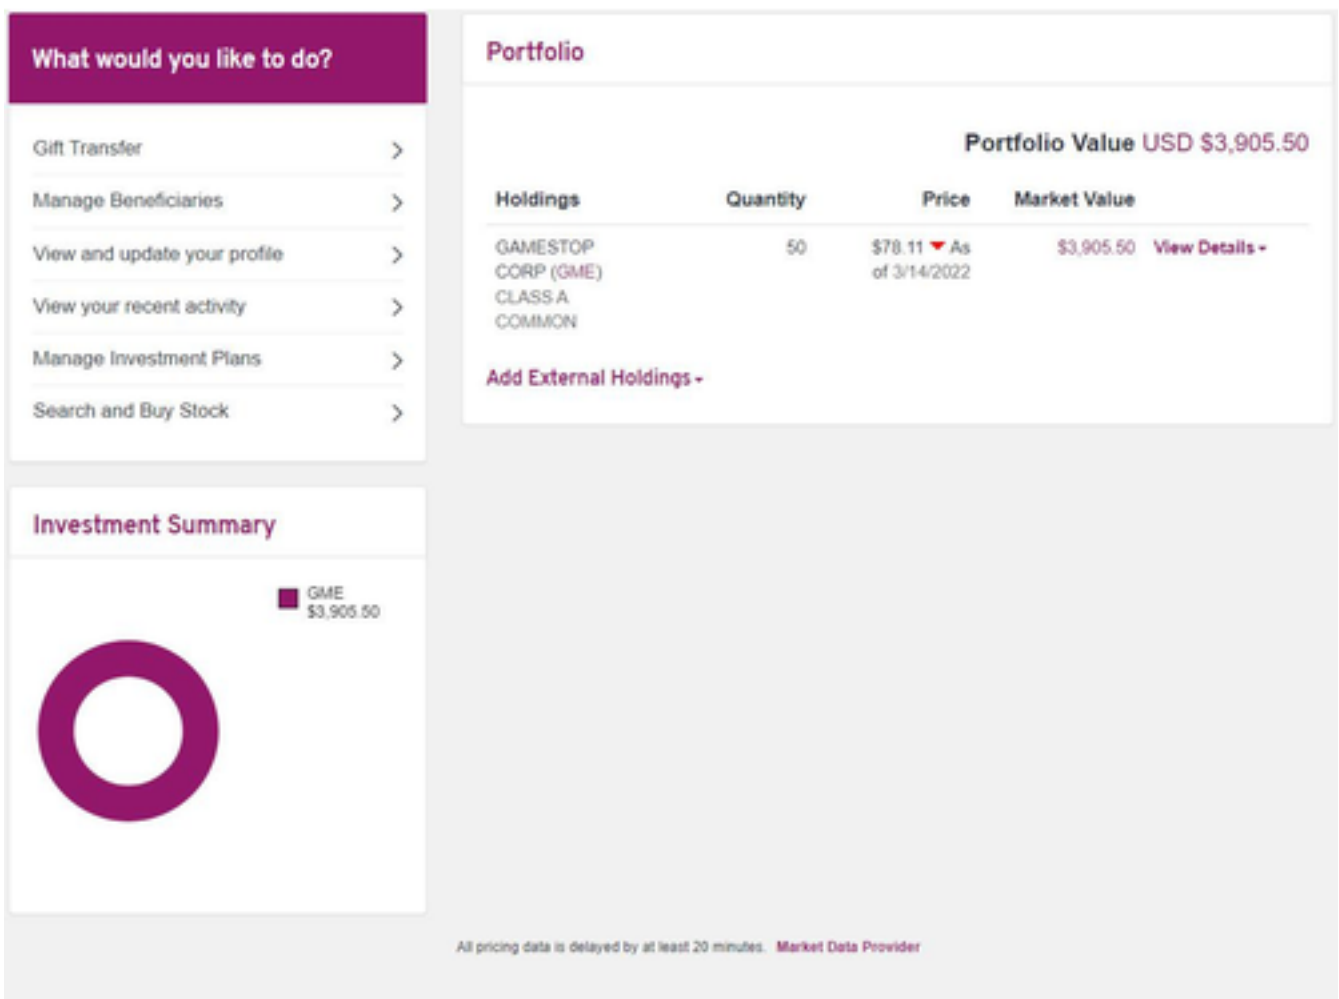 What would you like to do?
Gift Transfer
Manage Beneficiaries
View and update your profile
View your recent activity
Manage Investment Plans
Search and Buy Stock
Investment Summary
GME
$3,905.50
Portfolio
Portfolio Value USD $3,905.50
Holdings Quantity Price Market Value
GAMESTOP 50 $78.11 As $3,905.50 View Details
CORP (GME) of 3/14/2022
CLASS A
COMMON
Add External Holdings
All pricing data is delayed by at least 20 minutes. Market Data Provider